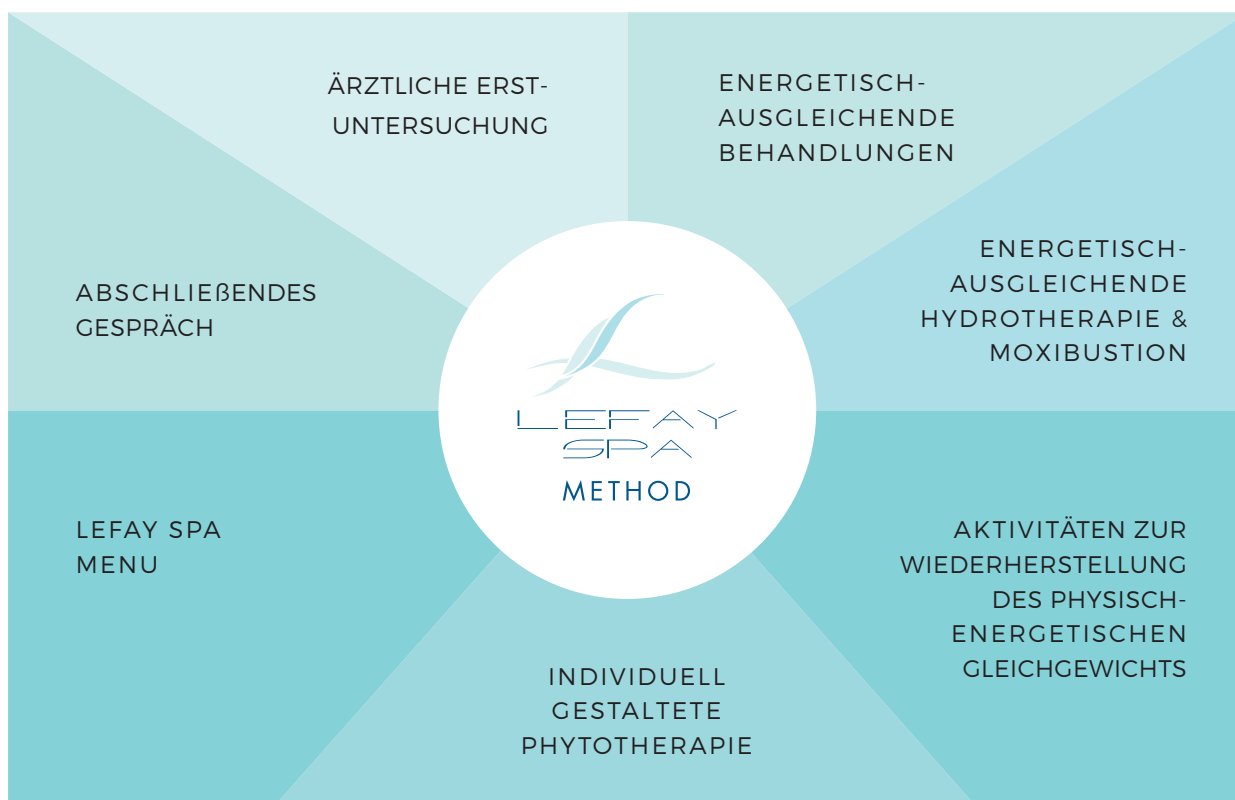 ÄRZTLICHE ERST-
UNTERSUCHUNG
ENERGETISCH-
AUSGLEICHENDE
BEHANDLUNGEN
ENERGETISCH-
AUSGLEICHENDE
HYDROTHERAPIE &
MOXIBUSTION
AKTIVITÄTEN ZUR
WIEDERHERSTELLUNG
DES PHYSISCH-
ENERGETISCHEN
GLEICHGEWICHTS
INDIVIDUELL
GESTALTETE
PHYTOTHERAPIE
LEFAY SPA
MENU
ABSCHLIEßENDES
GESPRÄCH
LEFAY
SPA
METHOD